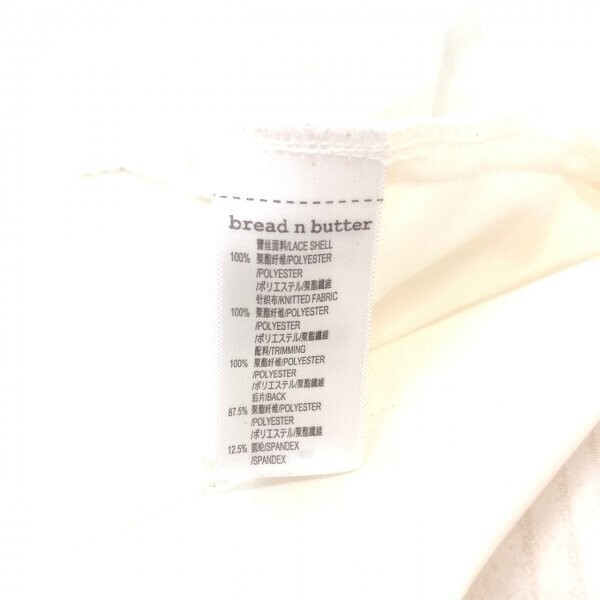 bread n butter
蕾丝面料/LACE SHELL
100% 聚酯纤维/POLYESTER
/POLYESTER
/ポリエステル/聚酯纖維
针织布/KNITTED FABRIC
100% 聚酯纤维/POLYESTER
/POLYESTER
/ポリエステル/聚酯纖維
配料/TRIMMING
100% 聚酯纤维/POLYESTER
/POLYESTER
/ポリエステル/聚酯纖維
后片/BACK
87.5% 聚酯纤维/POLYESTER
/POLYESTER
/ポリエステル/聚酯纖維
12.5% 氨纶/SPANDEX
/SPANDEX